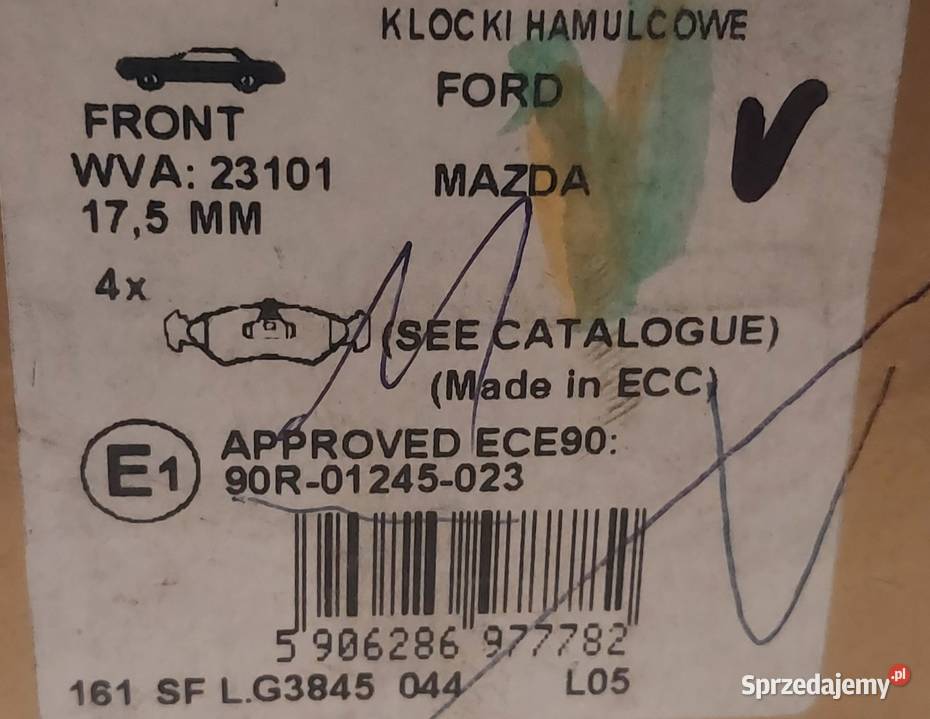 KLOCKI HAMULCOWE
FORD
FRONT
WVA: 23101
MAZDA
17,5 MM
4x
(SEE CATALOGUE)
(Made in ECC)
E1
APPROVED ECE90:
90R-01245-023
5 906286 977782
161 SF L.G3845 044 L05
Sprzedajemy.pl